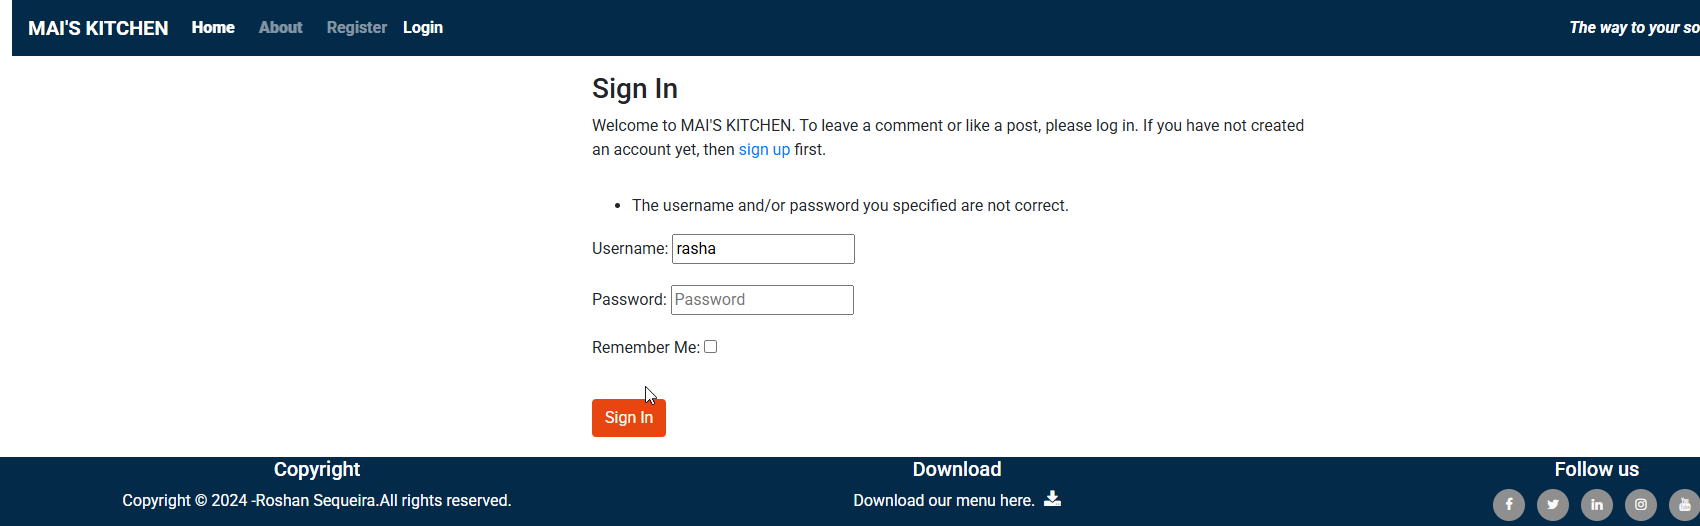 MAI'S KITCHEN Home About Register Login The way to your so
Sign In
Welcome to MAI'S KITCHEN. To leave a comment or like a post, please log in. If you have not created
an account yet, then sign up first.
• The username and/or password you specified are not correct.
Username: rasha
Password: Password
Remember Me:
Sign In
Copyright Download Follow us
Copyright © 2024 -Roshan Sequeira.All rights reserved. Download our menu here.